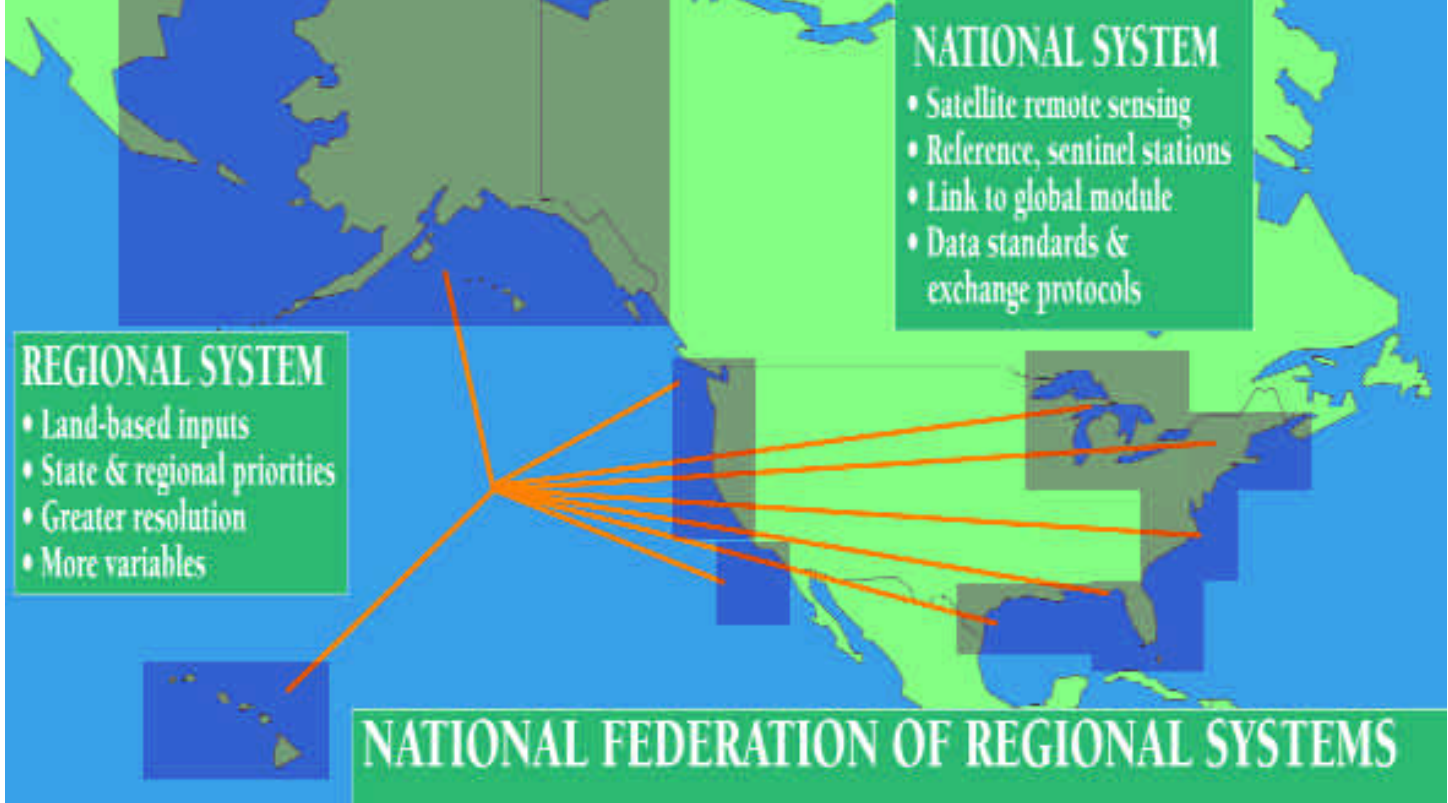 NATIONAL SYSTEM
• Satellite remote sensing
• Reference, sentinel stations
• Link to global module
• Data standards &
exchange protocols
REGIONAL SYSTEM
• Land-based inputs
• State & regional priorities
• Greater resolution
• More variables
NATIONAL FEDERATION OF REGIONAL SYSTEMS